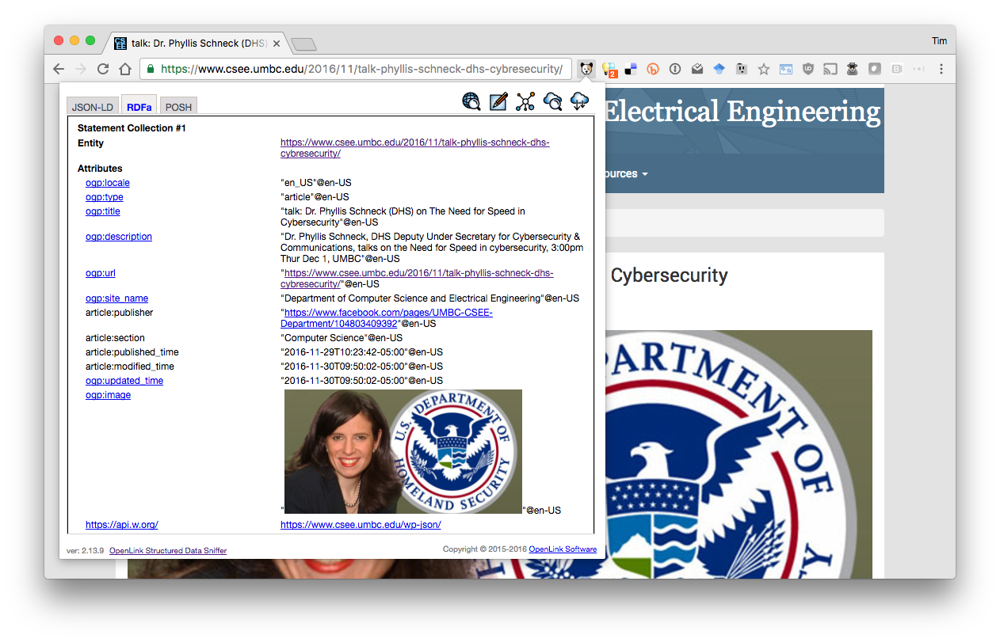 talk: Dr. Phyllis Schneck (DHS)
Tim
https://www.csee.umbc.edu/2016/11/talk-phyllis-schneck-dhs-cybresecurity/
2
JSON-LD RDFa POSH
Electrical Engineering
ources
Statement Collection #1
Entity https://www.csee.umbc.edu/2016/11/talk-phyllis-schneck-dhs-
cybresecurity/
Attributes
ogp:locale "en_US"@en-US
ogp:type "article"@en-US
ogp:title "talk: Dr. Phyllis Schneck (DHS) on The Need for Speed in
Cybersecurity"@en-US
ogp:description "Dr. Phyllis Schneck, DHS Deputy Under Secretary for Cybersecurity &
Communications, talks on the Need for Speed in cybersecurity, 3:00pm
Thur Dec 1, UMBC"@en-US
ogp:url "https://www.csee.umbc.edu/2016/11/talk-phyllis-schneck-dhs-
cybresecurity/"@en-US
Cybersecurity
ogp:site_name "Department of Computer Science and Electrical Engineering"@en-US
article:publisher "https://www.facebook.com/pages/UMBC-CSEE-
Department/104803409392"@en-US
article:section "Computer Science"@en-US
article:published_time "2016-11-29T10:23:42-05:00"@en-US
article:modified_time "2016-11-30T09:50:02-05:00"@en-US
ogp:updated_time "2016-11-30T09:50:02-05:00"@en-US
ogp:image
U.S. DEPARTMENT OF
HOMELAND SECURITY
" "@en-US
https://api.w.org/ https://www.csee.umbc.edu/wp-json/
ver: 2.13.9 OpenLink Structured Data Sniffer
Copyright © 2015-2016 OpenLink Software
PARTMENT OF